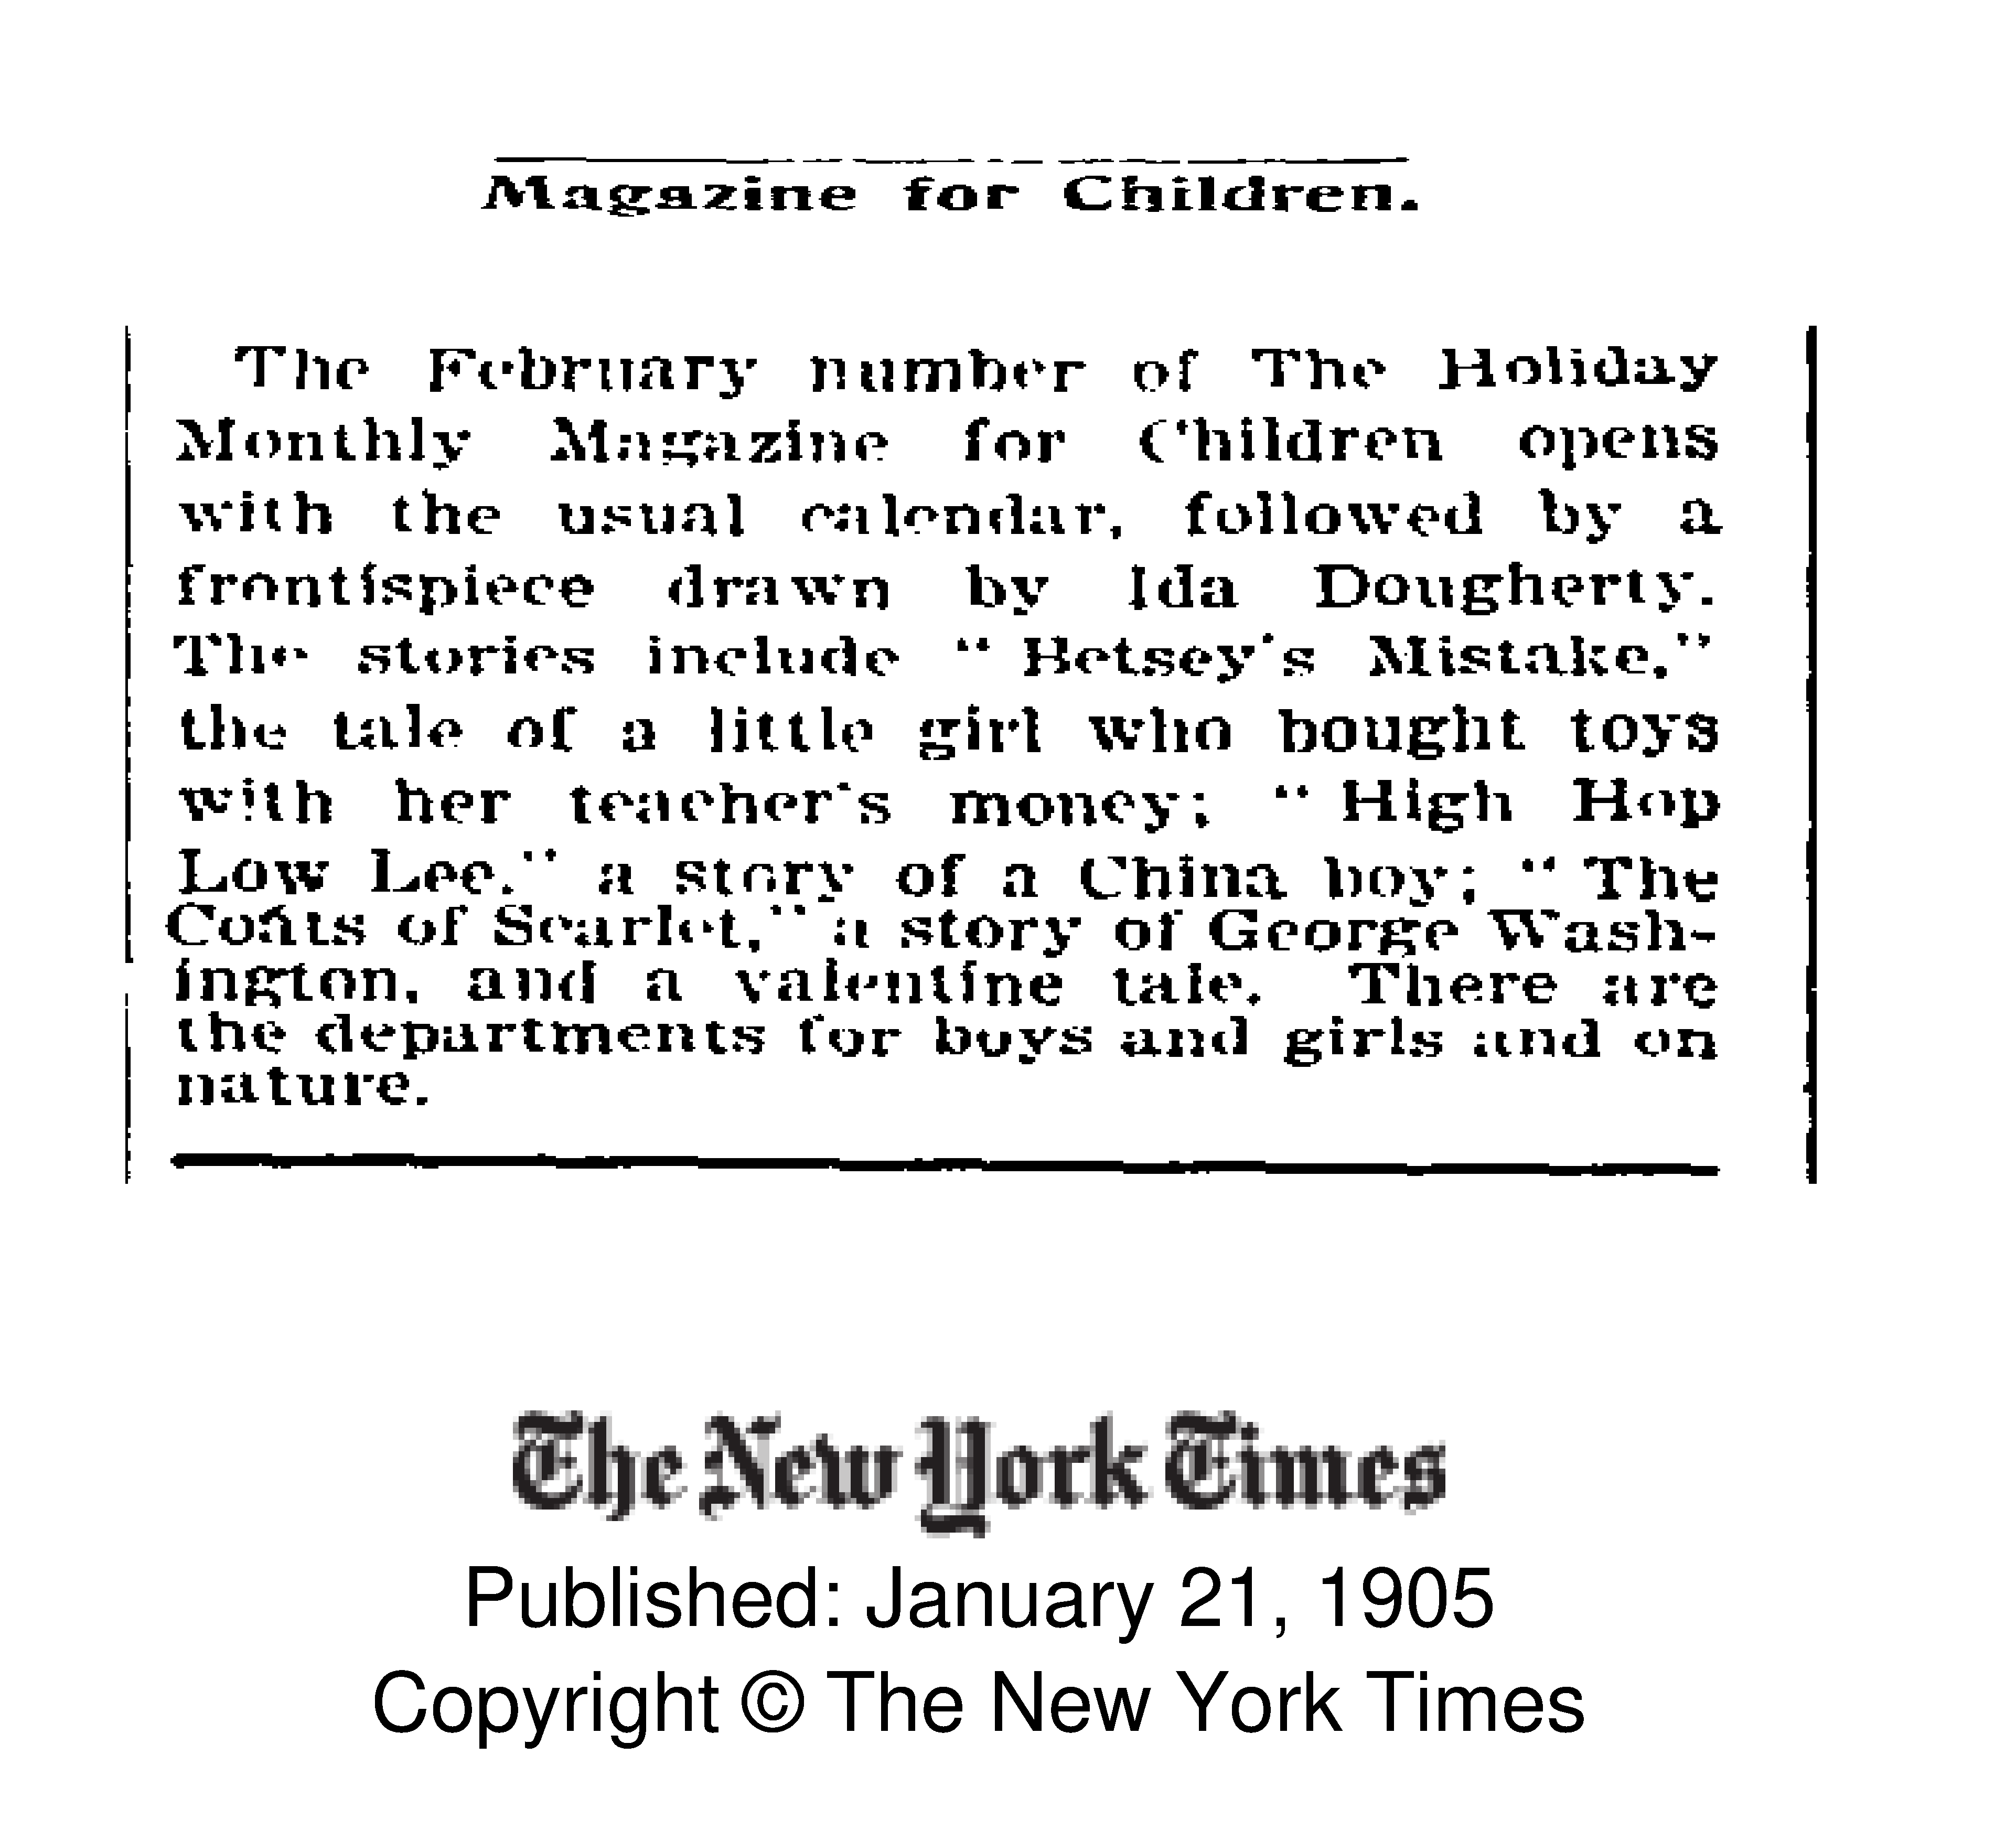 Magazine for Children.
The February number of The Holiday
Monthly Magazine for Children opens
with the usual calendar, followed by a
frontispiece drawn by Ida Dougherty.
The stories include "Betsey's Mistake,"
the tale of a little girl who bought toys
with her teacher's money; "High Hop
Low Lee," a story of a China boy; "The
Coats of Scarlet," a story of George Wash-
ington, and a valentine tale. There are
the departments for boys and girls and on
nature.
The New York Times
Published: January 21, 1905
Copyright © The New York Times